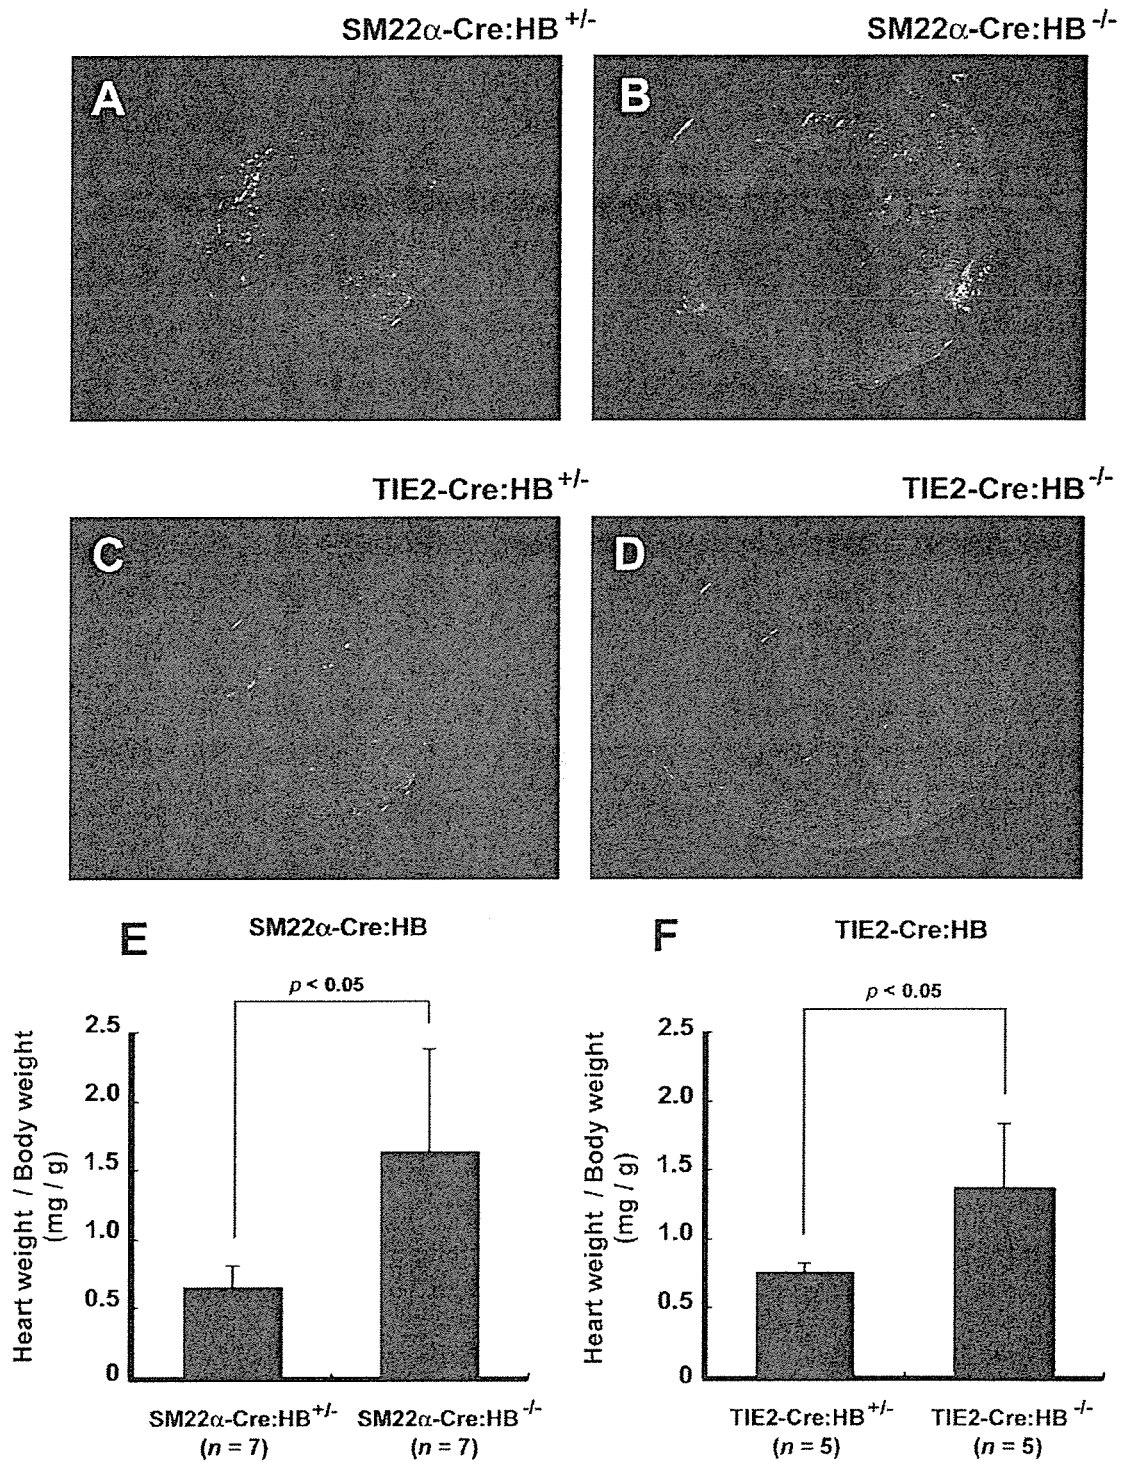 SM22α-Cre:HB+/-
SM22α-Cre:HB-/-
A
B
TIE2-Cre:HB+/-
TIE2-Cre:HB-/-
C
D
E
SM22α-Cre:HB
p < 0.05
Heart weight / Body weight
(mg / g)
2.5
2.0
1.5
1.0
0.5
0
SM22α-Cre:HB+/-
(n = 7)
SM22α-Cre:HB-/-
(n = 7)
F
TIE2-Cre:HB
p < 0.05
Heart weight / Body weight
(mg / g)
2.5
2.0
1.5
1.0
0.5
0
TIE2-Cre:HB+/-
(n = 5)
TIE2-Cre:HB-/-
(n = 5)